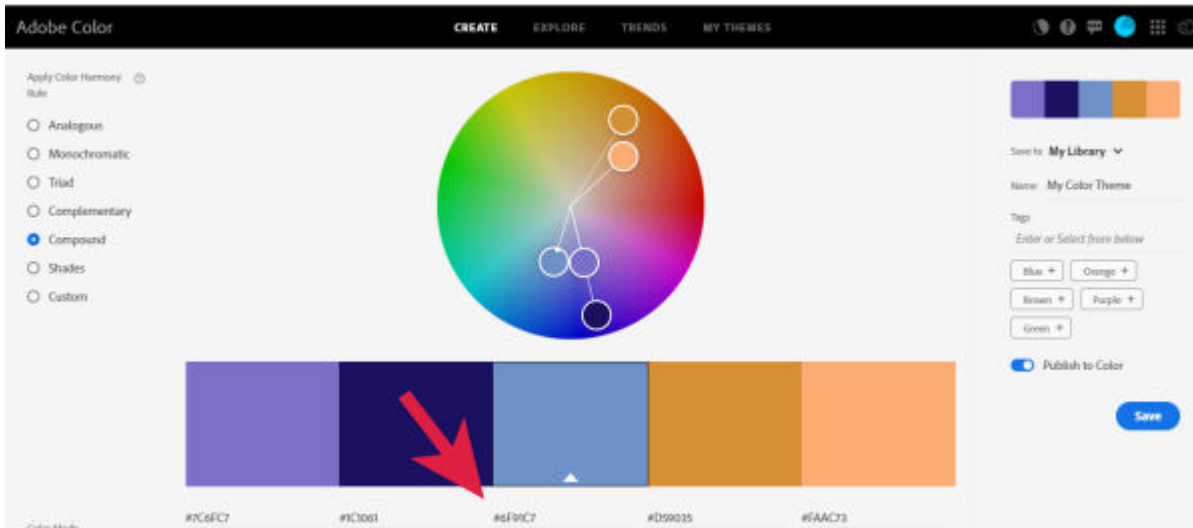 Adobe Color
CREATE EXPLORE TRENDS MY THEMES
Apply Color Harmony
Rule
Analogous
Monochromatic
Triad
Complementary
Compound
Shades
Custom
Save to My Library
Name My Color Theme
Tags
Enter or Select from below
Blue + Orange +
Brown + Purple +
Green +
Publish to Color
Save
#7C6FC7 #1C1061 #6F91C7 #D59035 #FAAC73
Color Mode